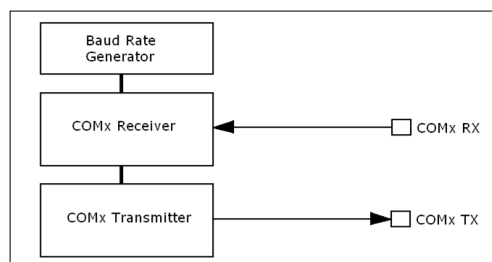 Baud Rate
Generator
COMx Receiver
COMx RX
COMx Transmitter
COMx TX